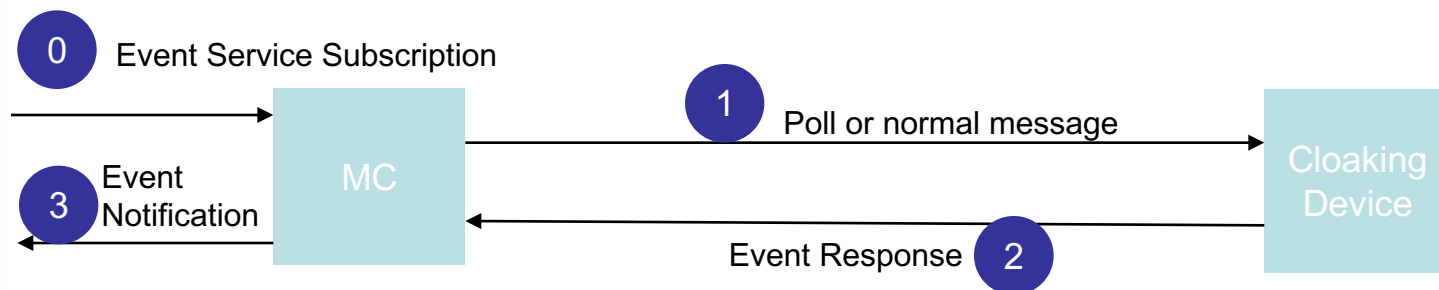 0
Event Service Subscription
1
Poll or normal message
MC
Cloaking
Device
3
Event
Notification
Event Response
2